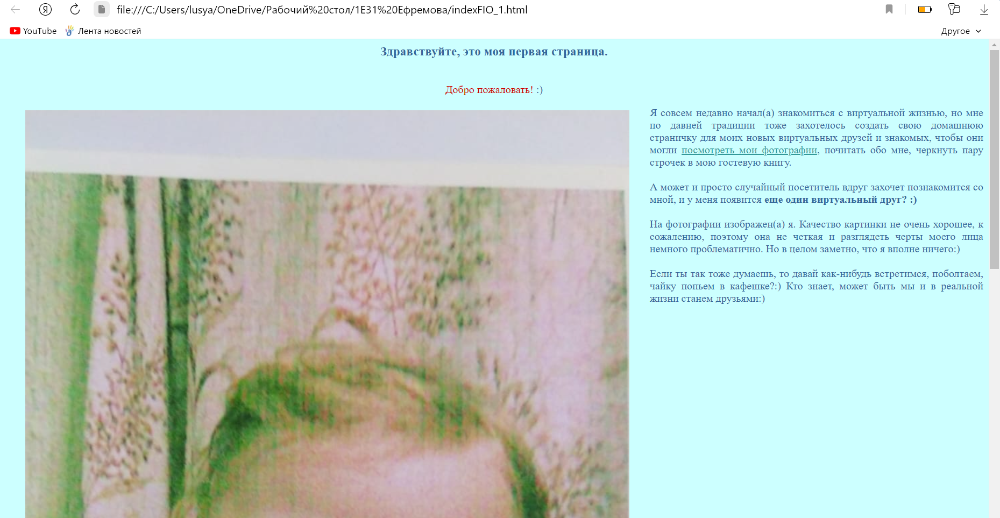 file:///C:/Users/lusya/OneDrive/Рабочий%20стол/1E31%20Ефремова/indexFIO_1.html
YouTube Лента новостей Другое
Здравствуйте, это моя первая страница.
Добро пожаловать! :)
Я совсем недавно начал(а) знакомиться с виртуальной жизнью, но мне
по давней традиции тоже захотелось создать свою домашнюю
страничку для моих новых виртуальных друзей и знакомых, чтобы они
могли посмотреть мои фотографии, почитать обо мне, черкнуть пару
строчек в мою гостевую книгу.
А может и просто случайный посетитель вдруг захочет познакомится со
мной, и у меня появится еще один виртуальный друг? :)
На фотографии изображен(а) я. Качество картинки не очень хорошее, к
сожалению, поэтому она не четкая и разглядеть черты моего лица
немного проблематично. Но в целом заметно, что я вполне ничего:)
Если ты так тоже думаешь, то давай как-нибудь встретимся, поболтаем,
чайку попьем в кафешке?:) Кто знает, может быть мы и в реальной
жизни станем друзьями:)